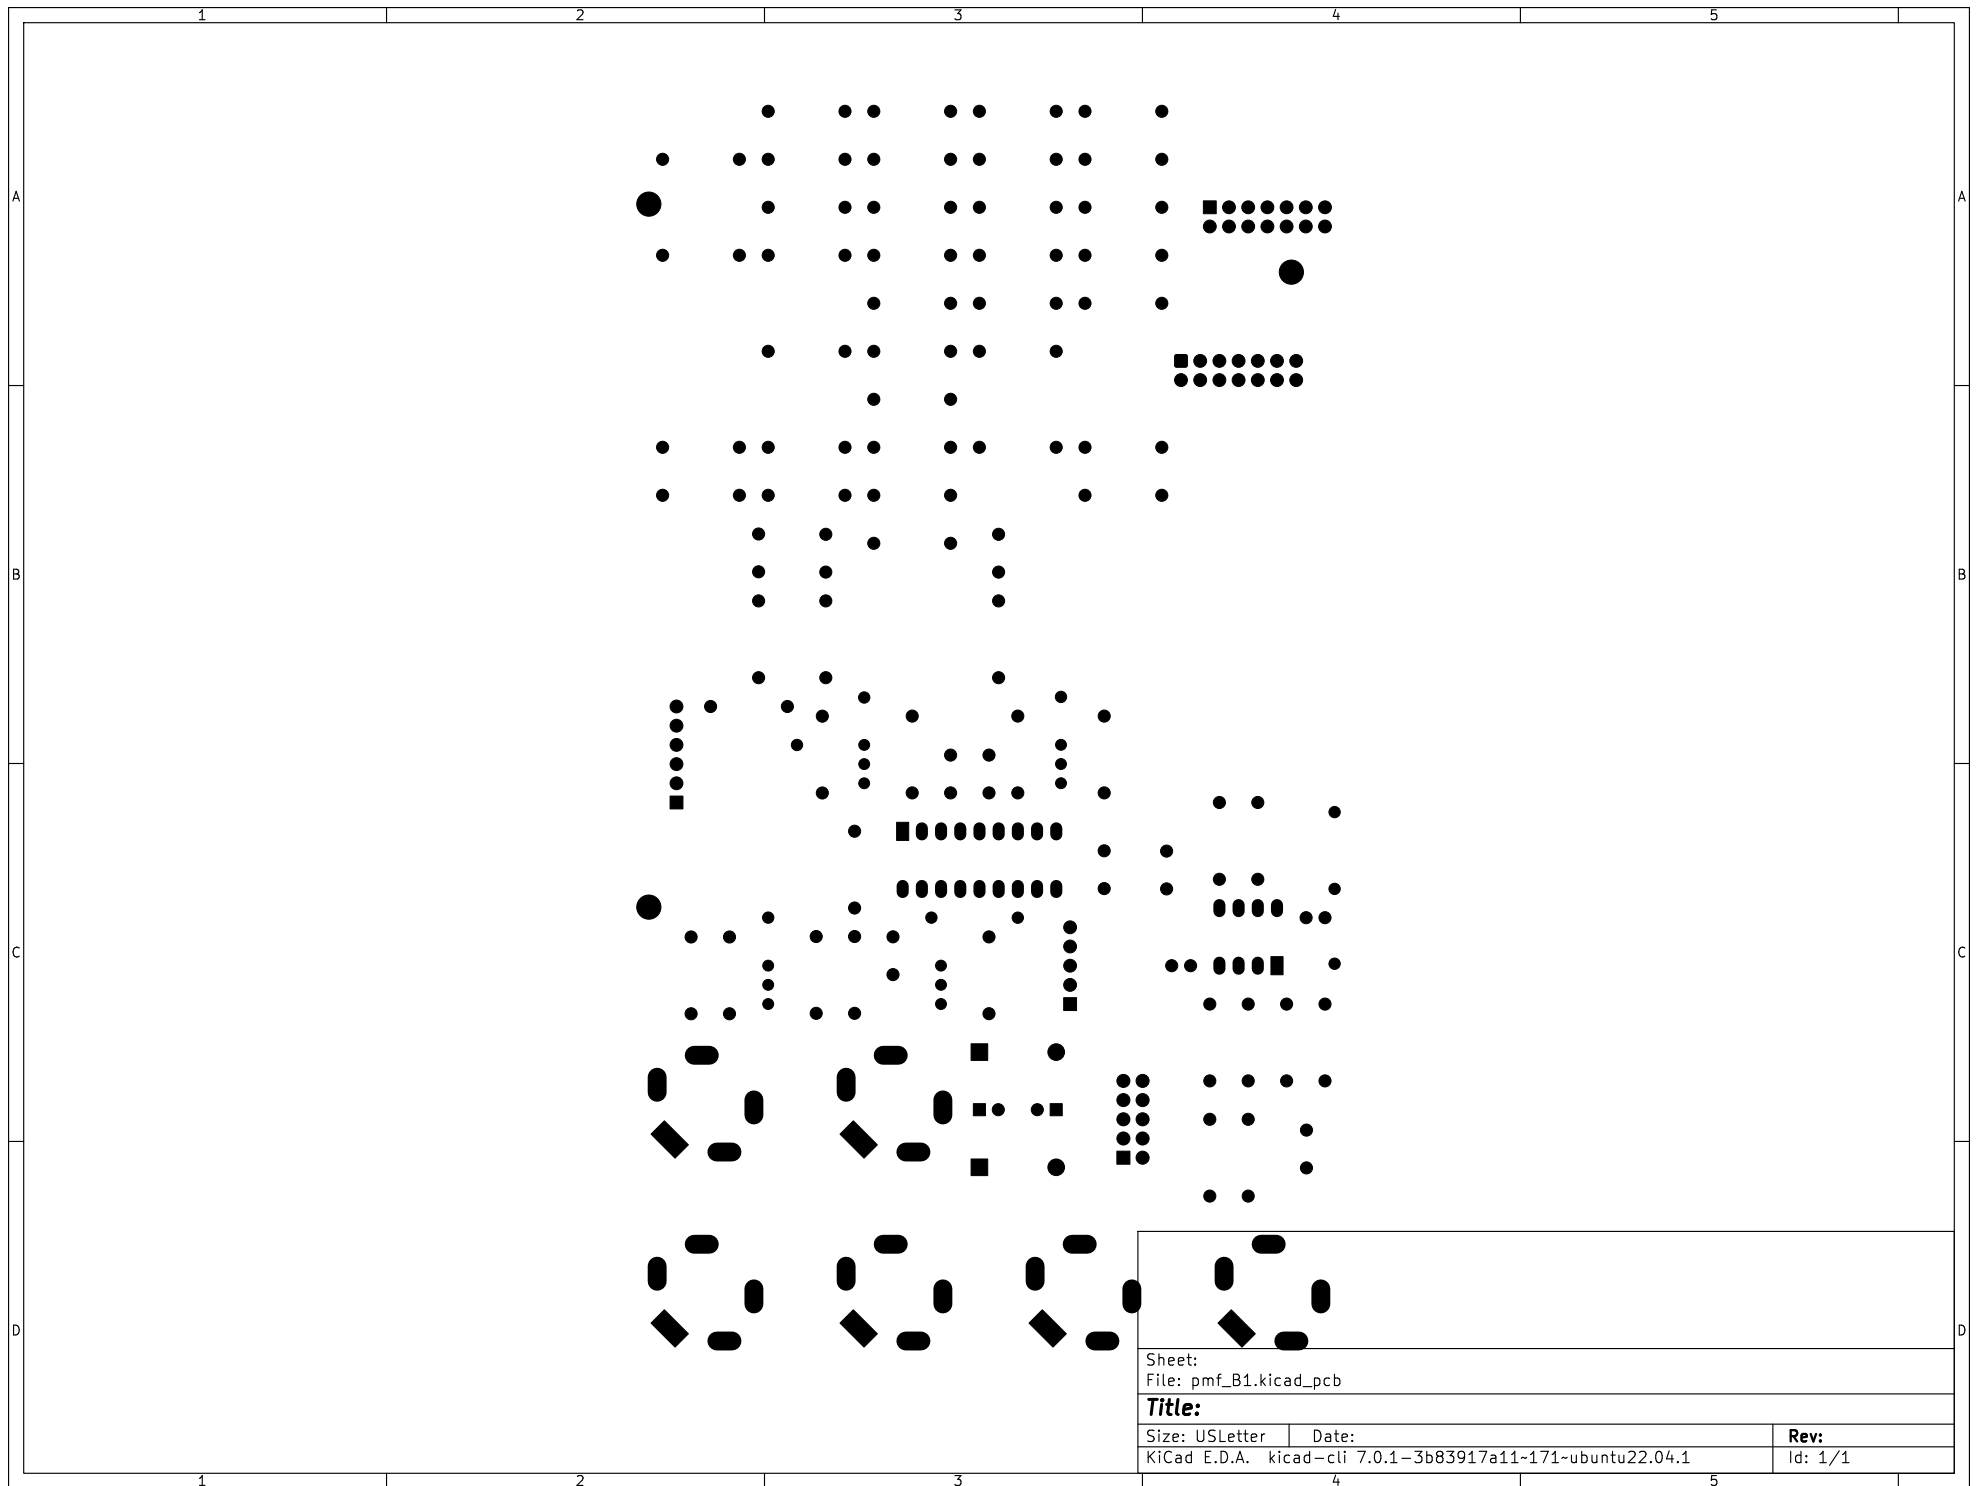 1 2 3 4 5
A A
B B
C C
D D
Sheet:
File: pmf_B1.kicad_pcb
Title:
Size: USLetter Date: Rev:
KiCad E.D.A. kicad-cli 7.0.1-3b83917a11~171~ubuntu22.04.1 Id: 1/1
1 2 3 4 5